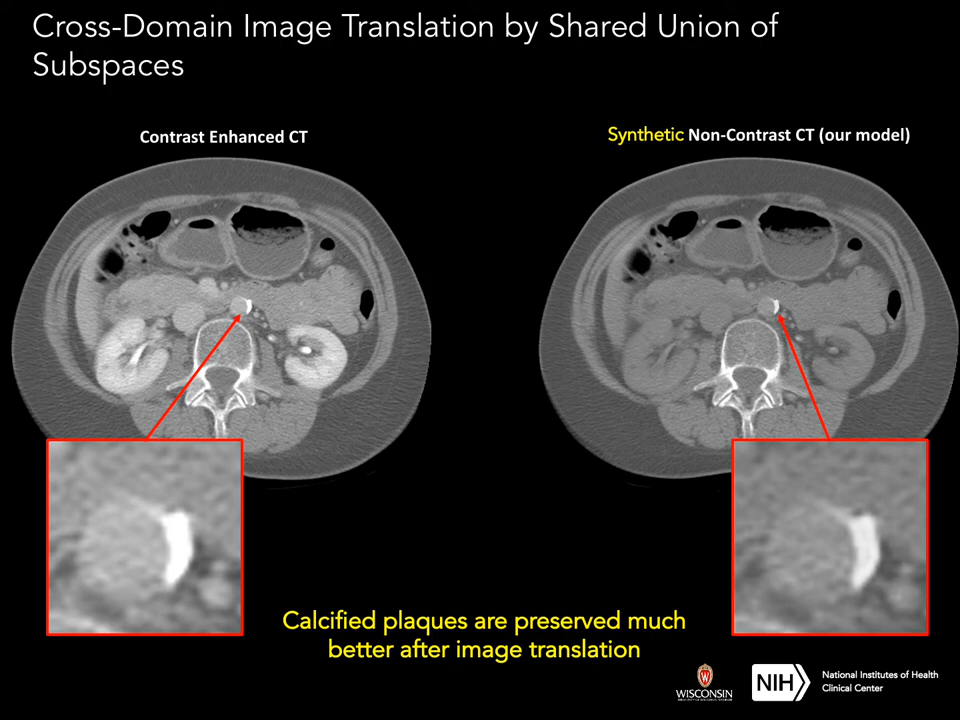 Cross-Domain Image Translation by Shared Union of
Subspaces
Contrast Enhanced CT
Synthetic Non-Contrast CT (our model)
Calcified plaques are preserved much
better after image translation
WISCONSIN
NIH
National Institutes of Health
Clinical Center